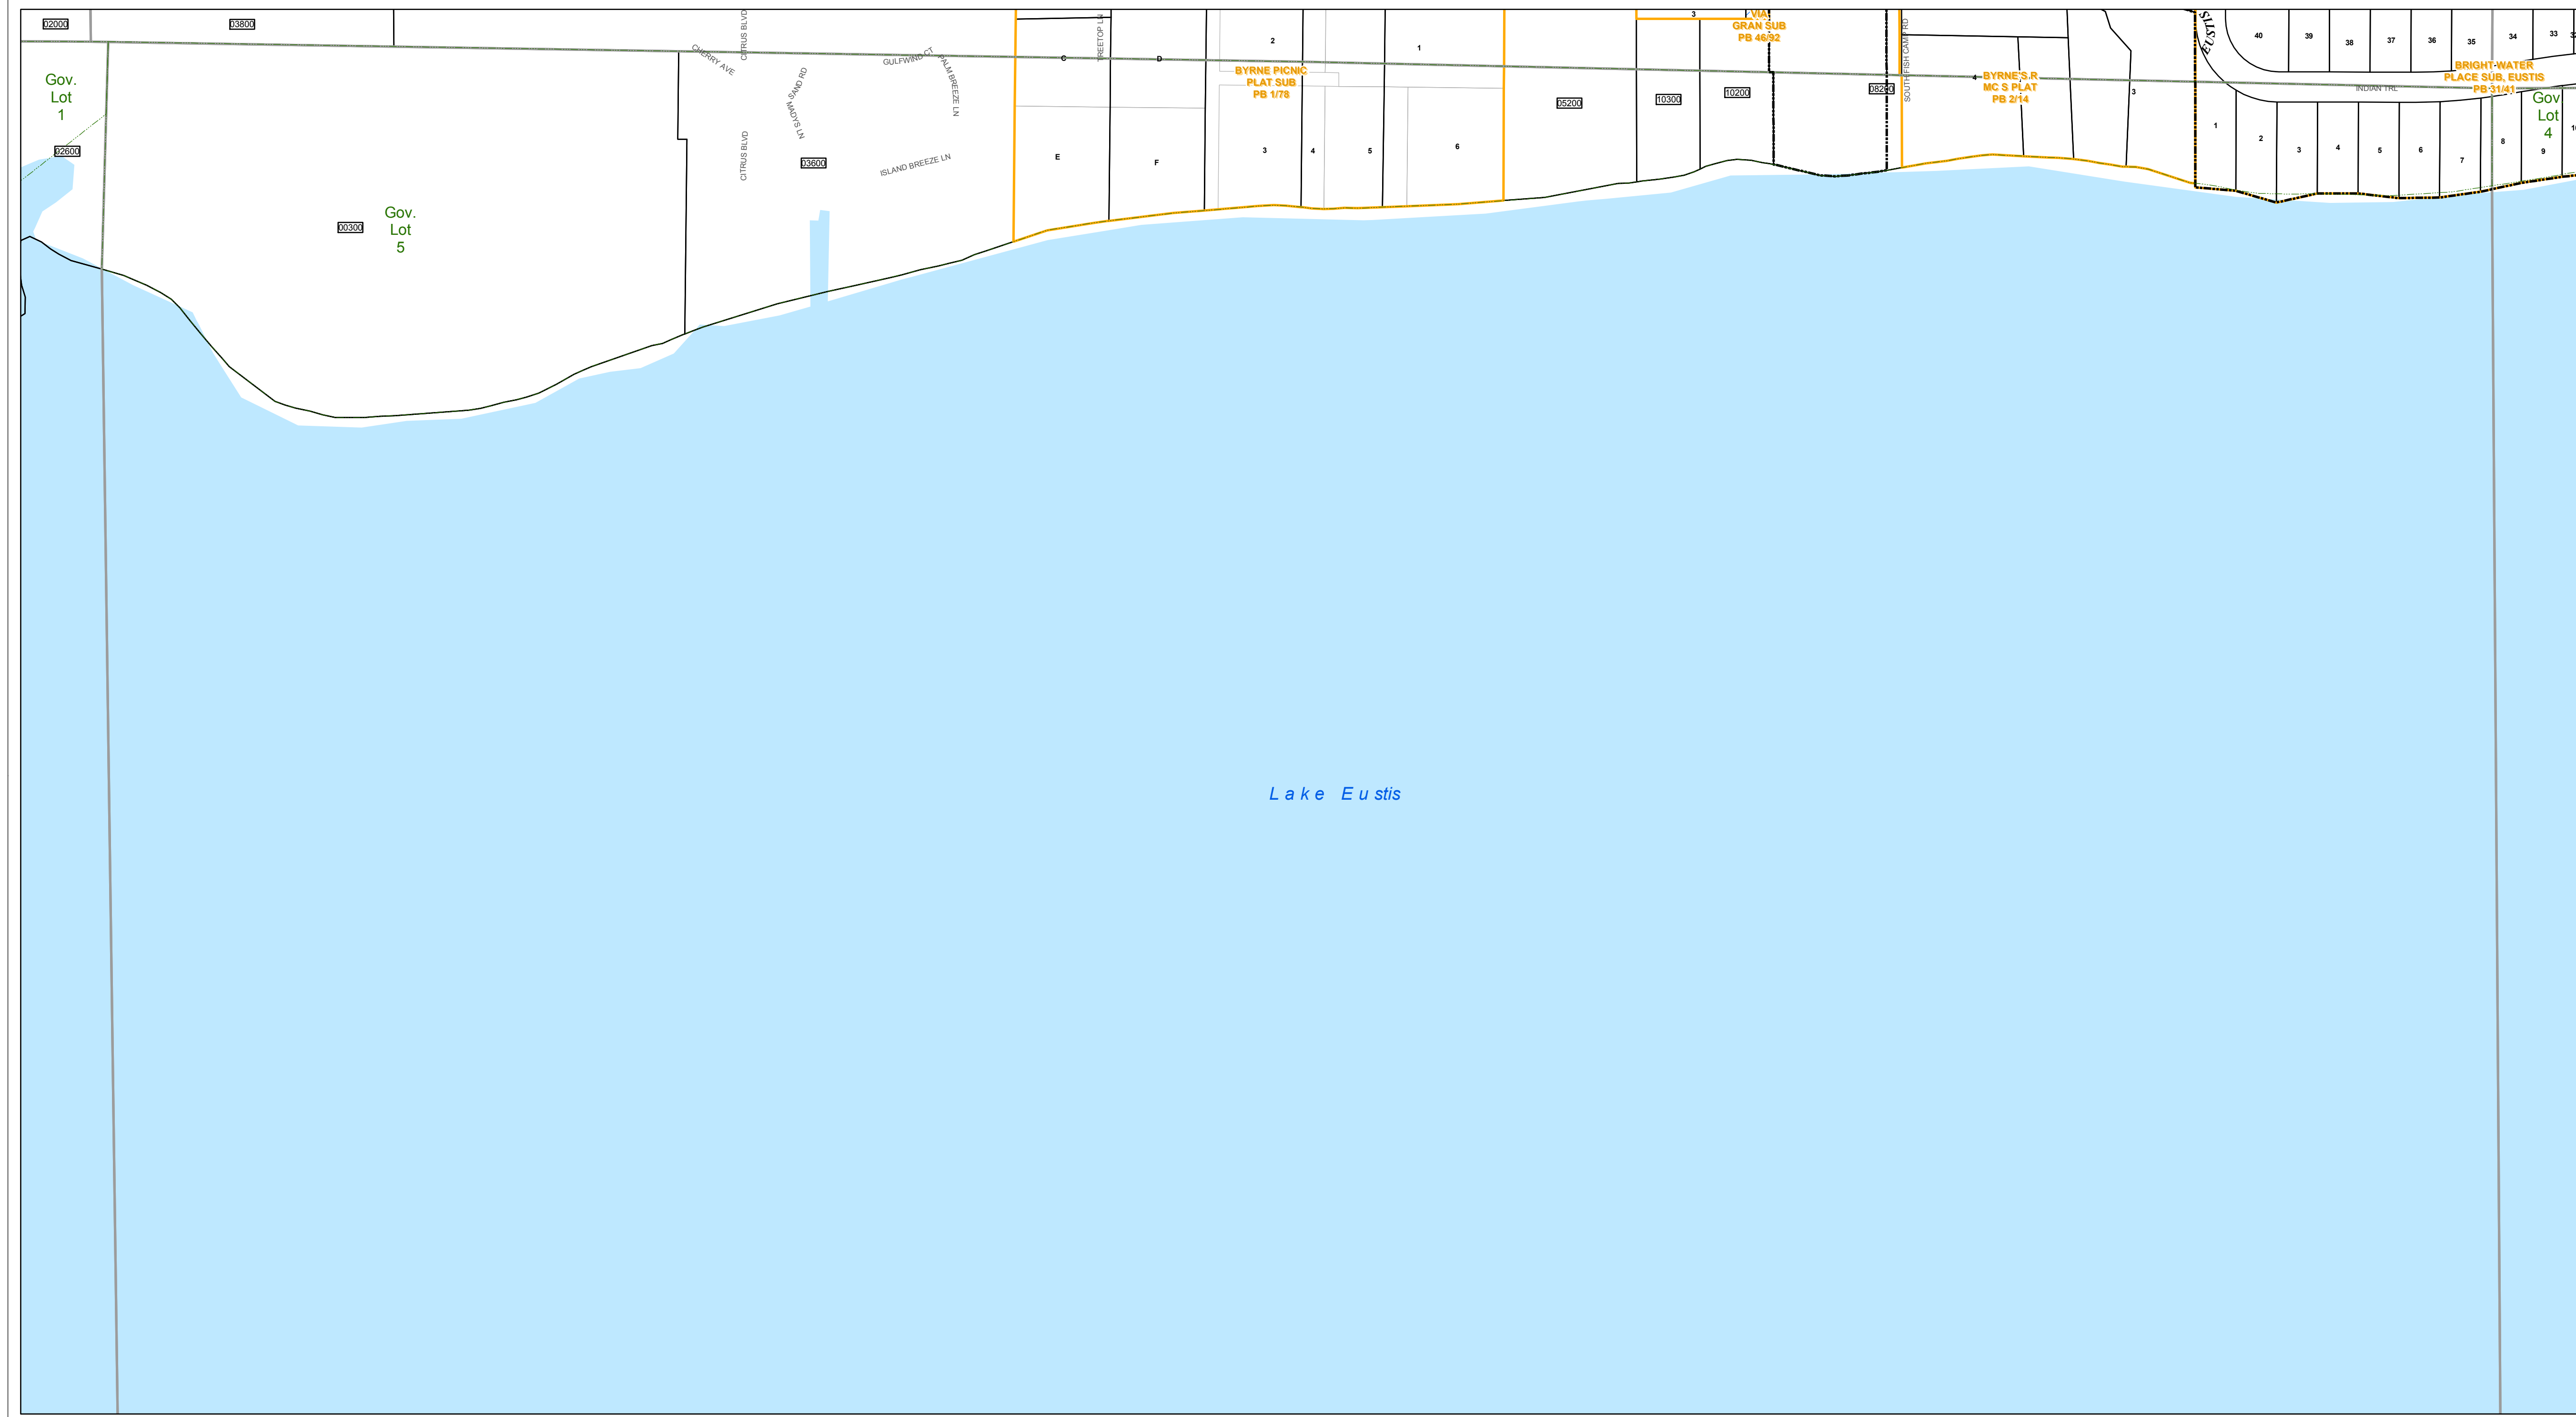 02000
03800
CITRUS BLVD
TREETOP LN
2
1
3
VIA
GRAN SUB
PB 46/92
SOUTH FISH CAMP RD
EUSTIS
40
39
38
37
36
35
34
33
Gov.
Lot
1
CHERRY AVE
SAND RD
GULFWIND CT
PALM BREEZE LN
C
D
BYRNE PICNIC
PLAT SUB
PB 1/78
05200
10300
10200
08200
4
BYRNE'S R
MC S PLAT
PB 2/14
3
INDIAN TRL
BRIGHT WATER
PLACE SUB, EUSTIS
PB 31/41
Gov
Lot
4
02600
CITRUS BLVD
MADYS LN
03600
ISLAND BREEZE LN
E
F
3
4
5
6
1
2
3
4
5
6
7
8
9
00300
Gov.
Lot
5
Lake Eustis